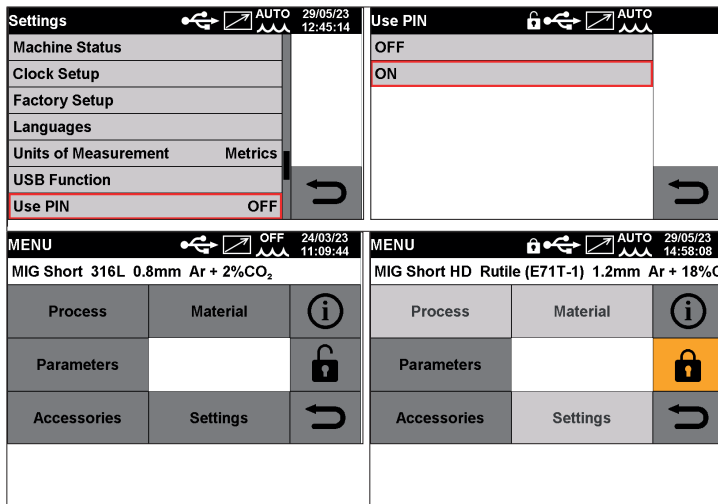 Settings AUTO 29/05/23
12:45:14
Machine Status
Clock Setup
Factory Setup
Languages
Units of Measurement Metrics
USB Function
Use PIN OFF
Use PIN AUTO
OFF
ON
MENU OFF 24/03/23
11:09:44
MIG Short 316L 0.8mm Ar + 2%CO₂
Process Material i
Parameters
Accessories Settings
MENU AUTO 29/05/23
14:58:08
MIG Short HD Rutile (E71T-1) 1.2mm Ar + 18%C
Process Material i
Parameters
Accessories Settings